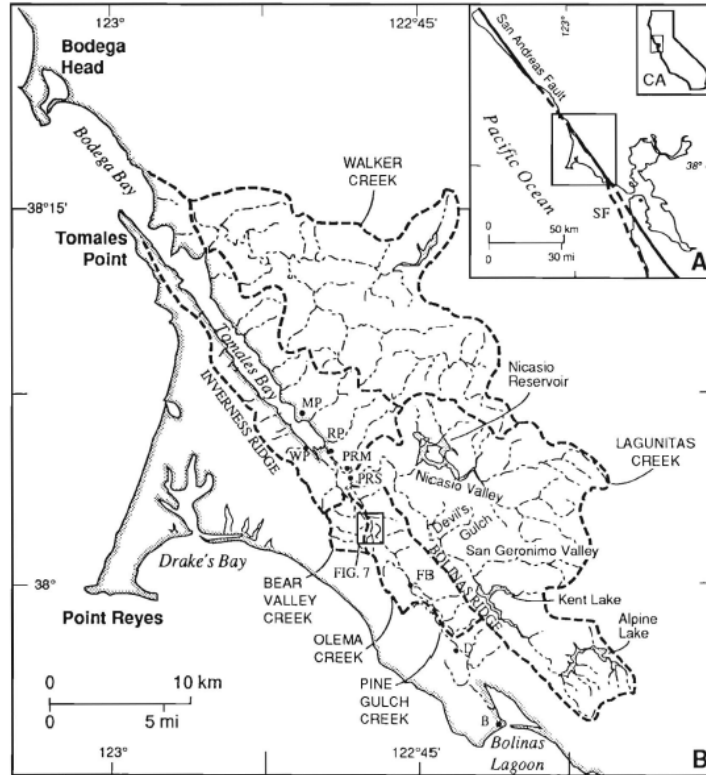 123°
122°45'
Bodega
Head
Bodega Bay
38°15'
Tomales
Point
WALKER
CREEK
San Andreas Fault
123°
CA
Pacific Ocean
38°
SF
0 50 km
0 30 mi
A
Tomales Bay
INVERNESS RIDGE
MP
RP
WP
PRM
PRS
Nicasio
Reservoir
LAGUNITAS
CREEK
Nicasio Valley
Devil's
Gulch
San Geronimo Valley
BOLINAS RIDGE
Drake's Bay
38°
Point Reyes
BEAR
VALLEY
CREEK
FIG. 7
FB
Kent Lake
Alpine
Lake
OLEMA
CREEK
PINE
GULCH
CREEK
D
0 10 km
0 5 mi
B
Bolinas
Lagoon
B
123°
122°45'